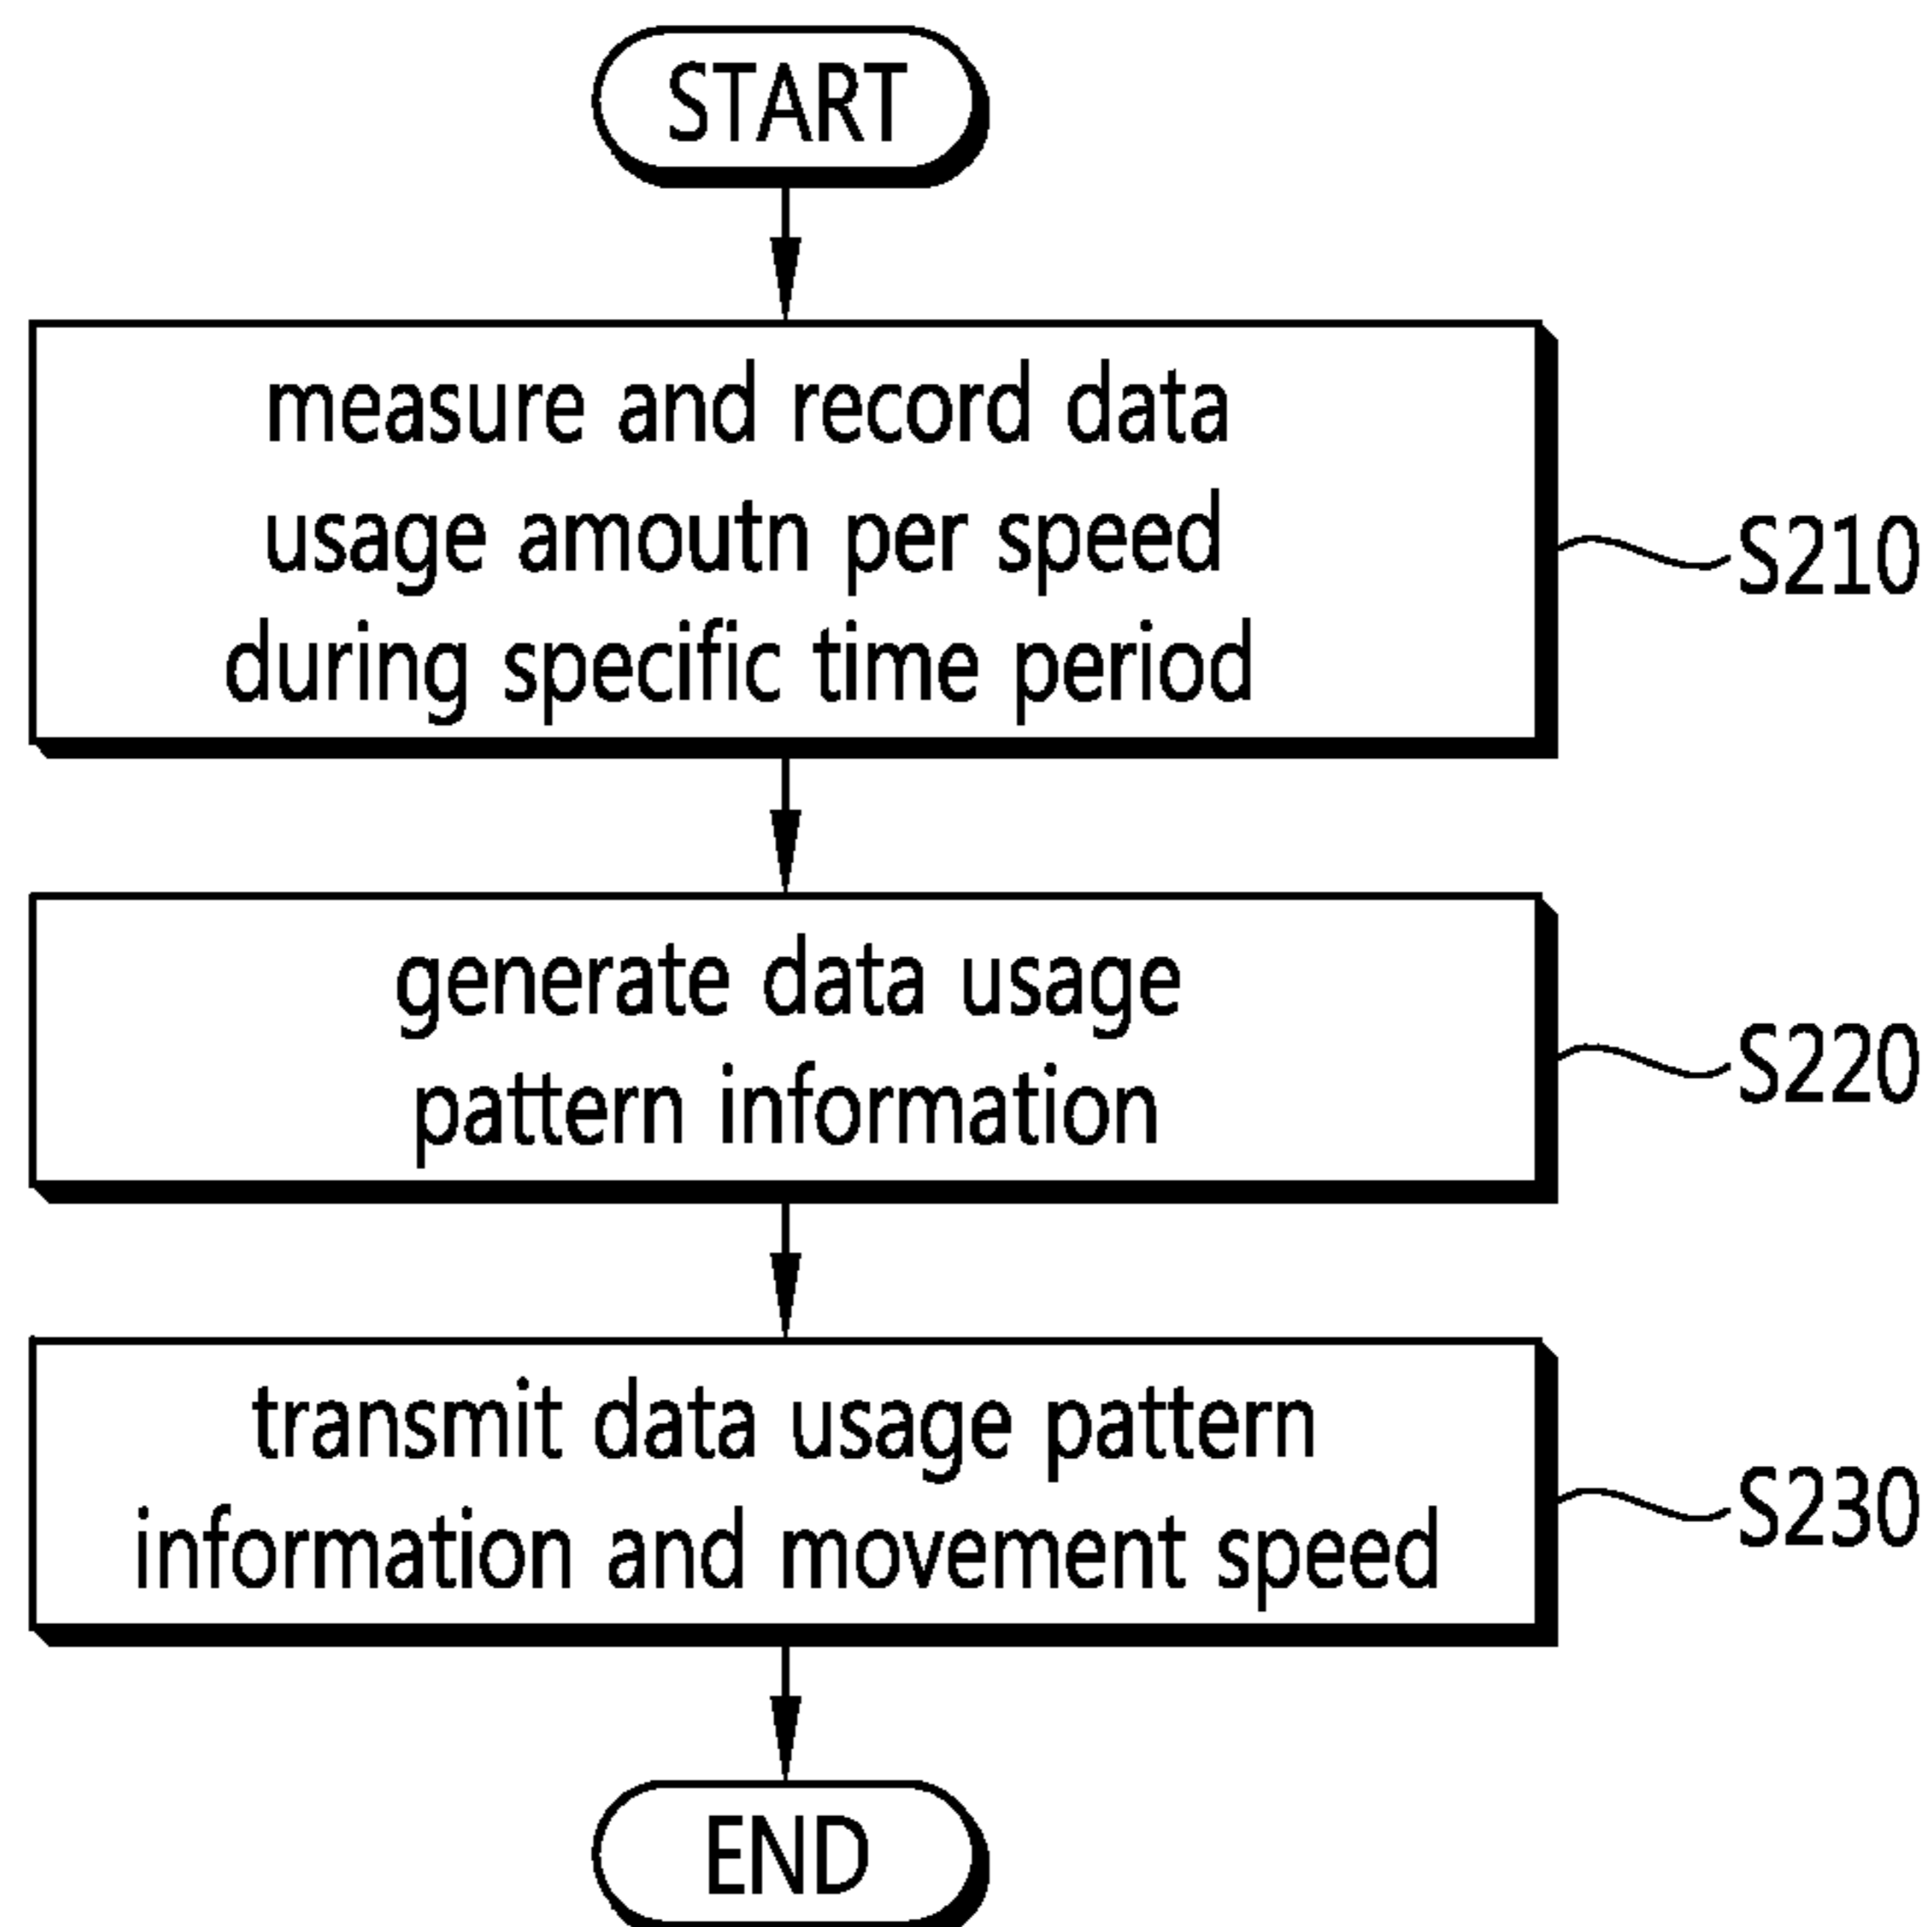 START
measure and record data
usage amoutn per speed
during specific time period
S210
generate data usage
pattern information
S220
transmit data usage pattern
information and movement speed
S230
END